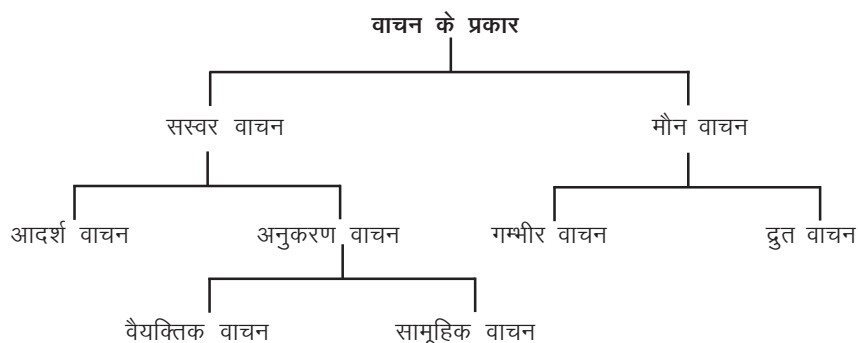 वाचन के प्रकार
सस्वर वाचन मौन वाचन
आदर्श वाचन अनुकरण वाचन गम्भीर वाचन द्रुत वाचन
वैयक्तिक वाचन सामूहिक वाचन